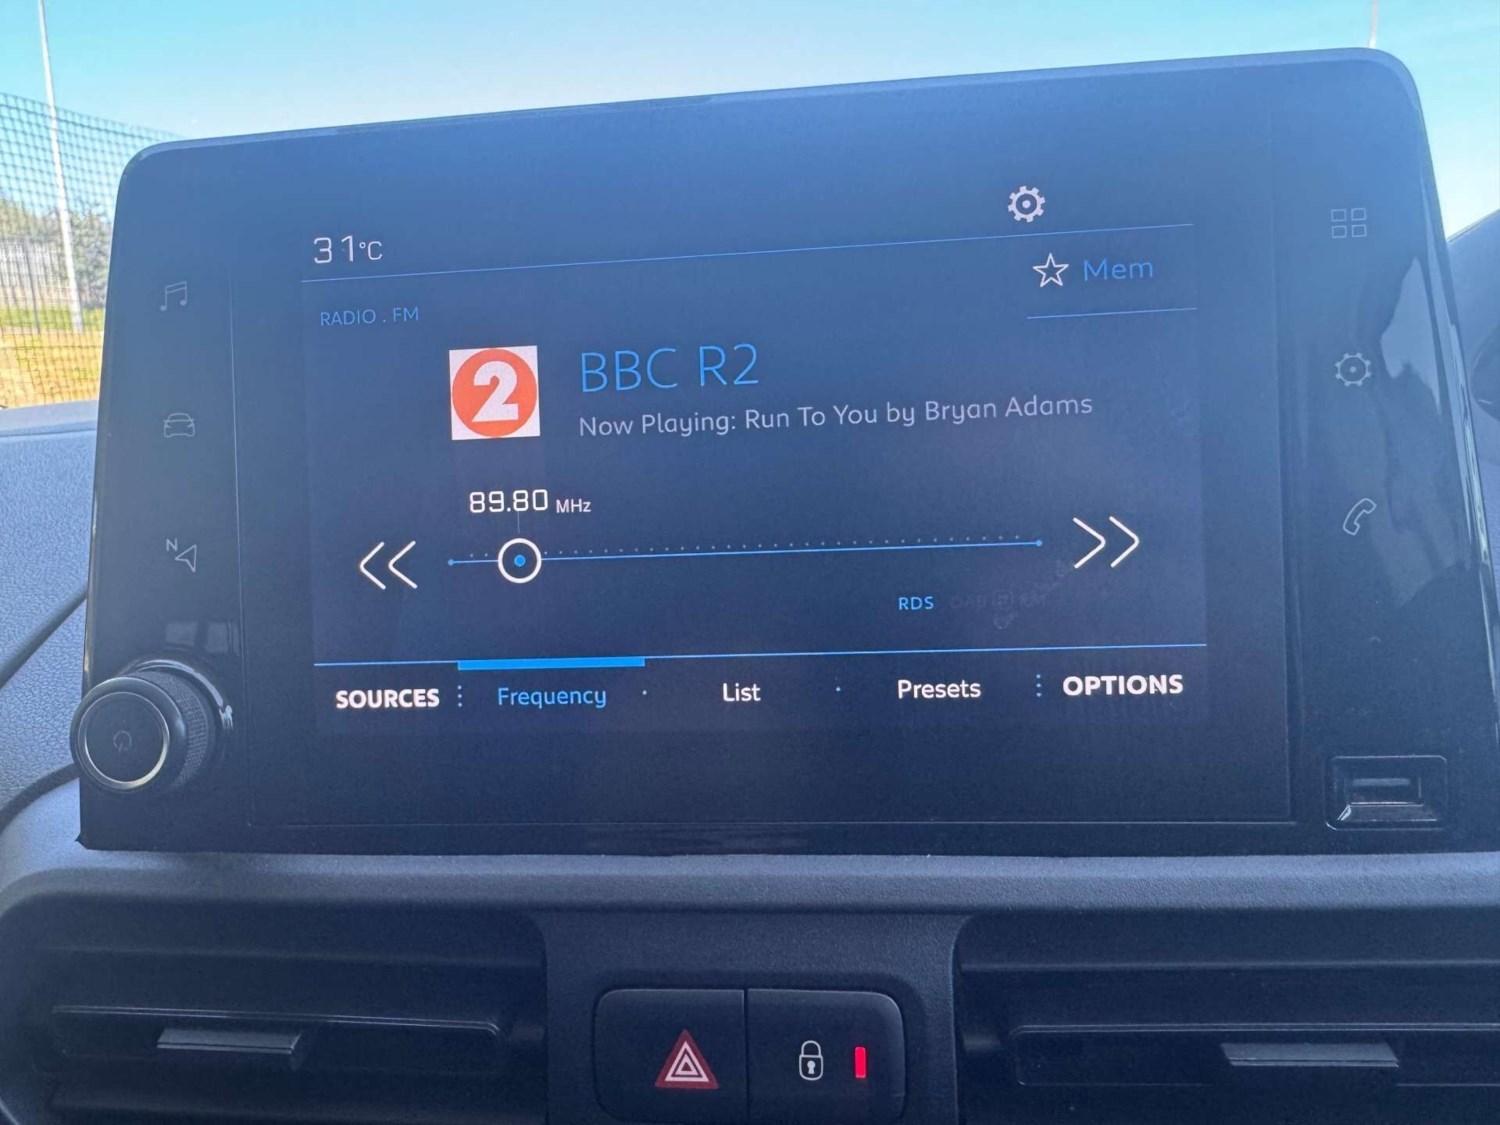 31°C
Mem
RADIO . FM
2
BBC R2
Now Playing: Run To You by Bryan Adams
89.80 MHz
N
RDS
SOURCES Frequency List Presets OPTIONS